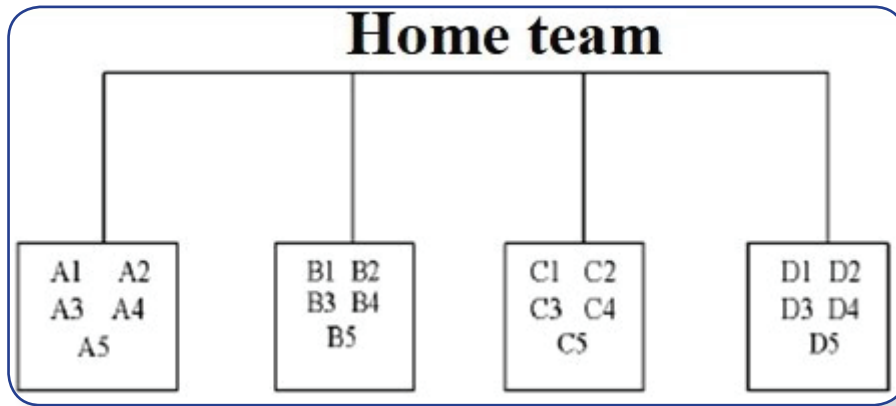 Home team
A1 A2
A3 A4
A5
B1 B2
B3 B4
B5
C1 C2
C3 C4
C5
D1 D2
D3 D4
D5